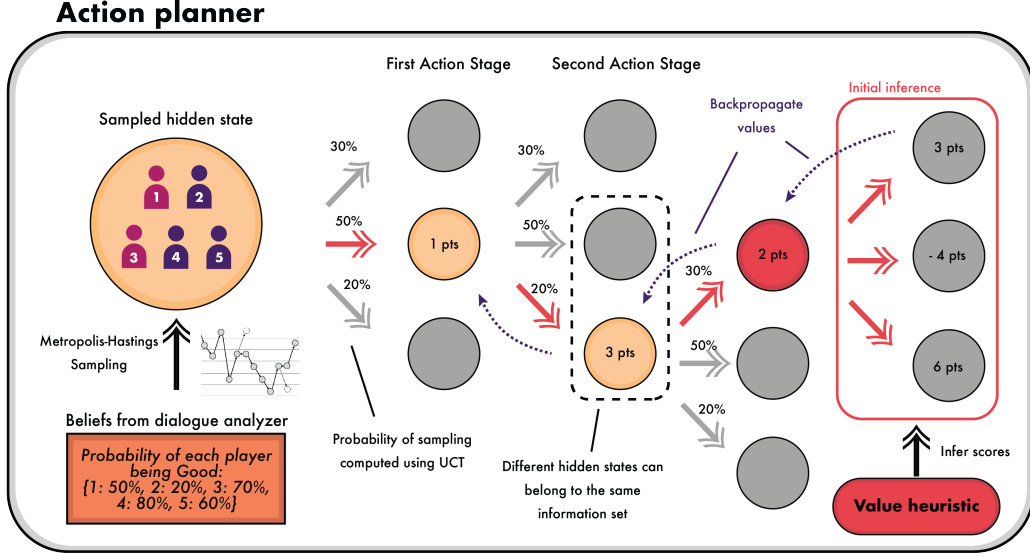 Action planner
First Action Stage
Second Action Stage
Initial inference
Backpropagate
values
Sampled hidden state
1
2
3
4
5
30%
50%
20%
1 pts
30%
50%
20%
3 pts
30%
50%
20%
2 pts
3 pts
- 4 pts
6 pts
Metropolis-Hastings
Sampling
Beliefs from dialogue analyzer
Probability of each player
being Good:
{1: 50%, 2: 20%, 3: 70%,
4: 80%, 5: 60%}
Probability of sampling
computed using UCT
Different hidden states can
belong to the same
information set
Infer scores
Value heuristic